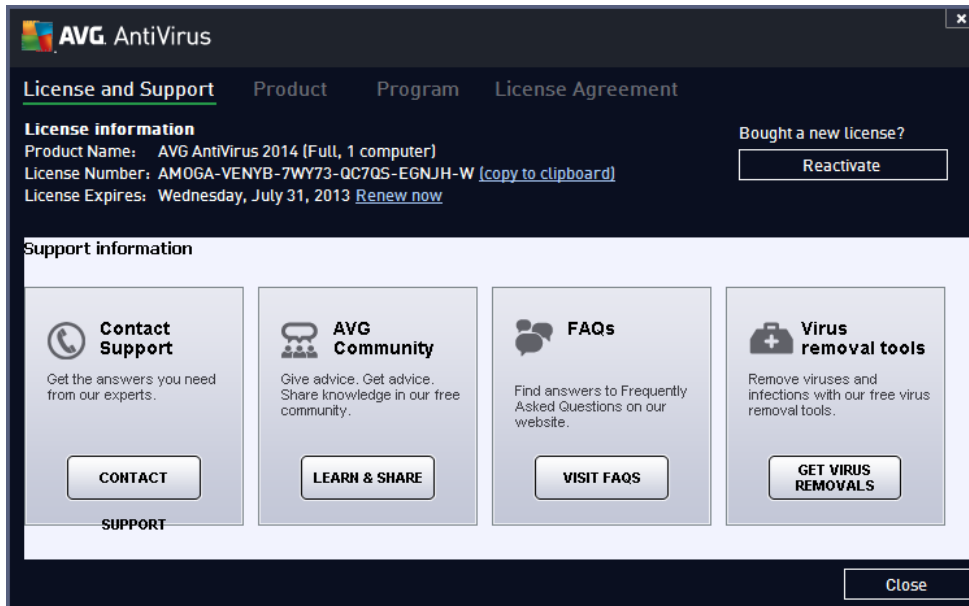 AVG. AntiVirus
License and Support Product Program License Agreement
License information
Product Name: AVG AntiVirus 2014 (Full, 1 computer)
License Number: AMOGA-VENYB-7WY73-QC7QS-EGNJH-W (copy to clipboard)
License Expires: Wednesday, July 31, 2013 Renew now
Bought a new license?
Reactivate
Support information
Contact
Support
Get the answers you need
from our experts.
CONTACT
SUPPORT
AVG
Community
Give advice. Get advice.
Share knowledge in our free
community.
LEARN & SHARE
FAQs
Find answers to Frequently
Asked Questions on our
website.
VISIT FAQS
Virus
removal tools
Remove viruses and
infections with our free virus
removal tools.
GET VIRUS
REMOVALS
Close